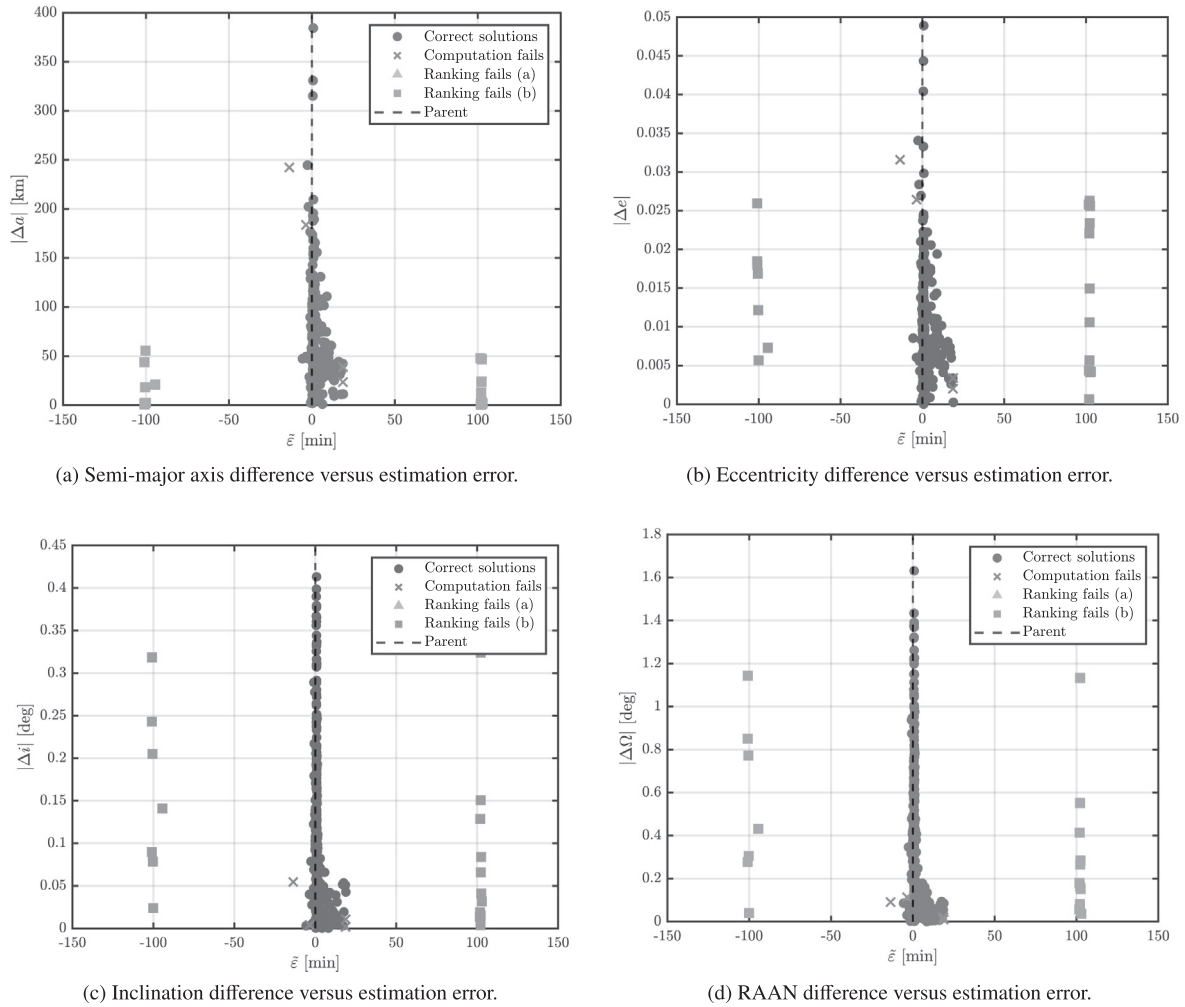 400
350
300
250
200
150
100
50
0
|Δa| [km]
-150 -100 -50 0 50 100 150
ε̃ [min]
Correct solutions
Computation fails
Ranking fails (a)
Ranking fails (b)
Parent
(a) Semi-major axis difference versus estimation error.
0.05
0.045
0.04
0.035
0.03
0.025
0.02
0.015
0.01
0.005
0
|Δe|
-150 -100 -50 0 50 100 150
ε̃ [min]
(b) Eccentricity difference versus estimation error.
0.45
0.4
0.35
0.3
0.25
0.2
0.15
0.1
0.05
0
|Δi| [deg]
-150 -100 -50 0 50 100 150
ε̃ [min]
Correct solutions
Computation fails
Ranking fails (a)
Ranking fails (b)
Parent
(c) Inclination difference versus estimation error.
1.8
1.6
1.4
1.2
1
0.8
0.6
0.4
0.2
0
|ΔΩ| [deg]
-150 -100 -50 0 50 100 150
ε̃ [min]
Correct solutions
Computation fails
Ranking fails (a)
Ranking fails (b)
Parent
(d) RAAN difference versus estimation error.